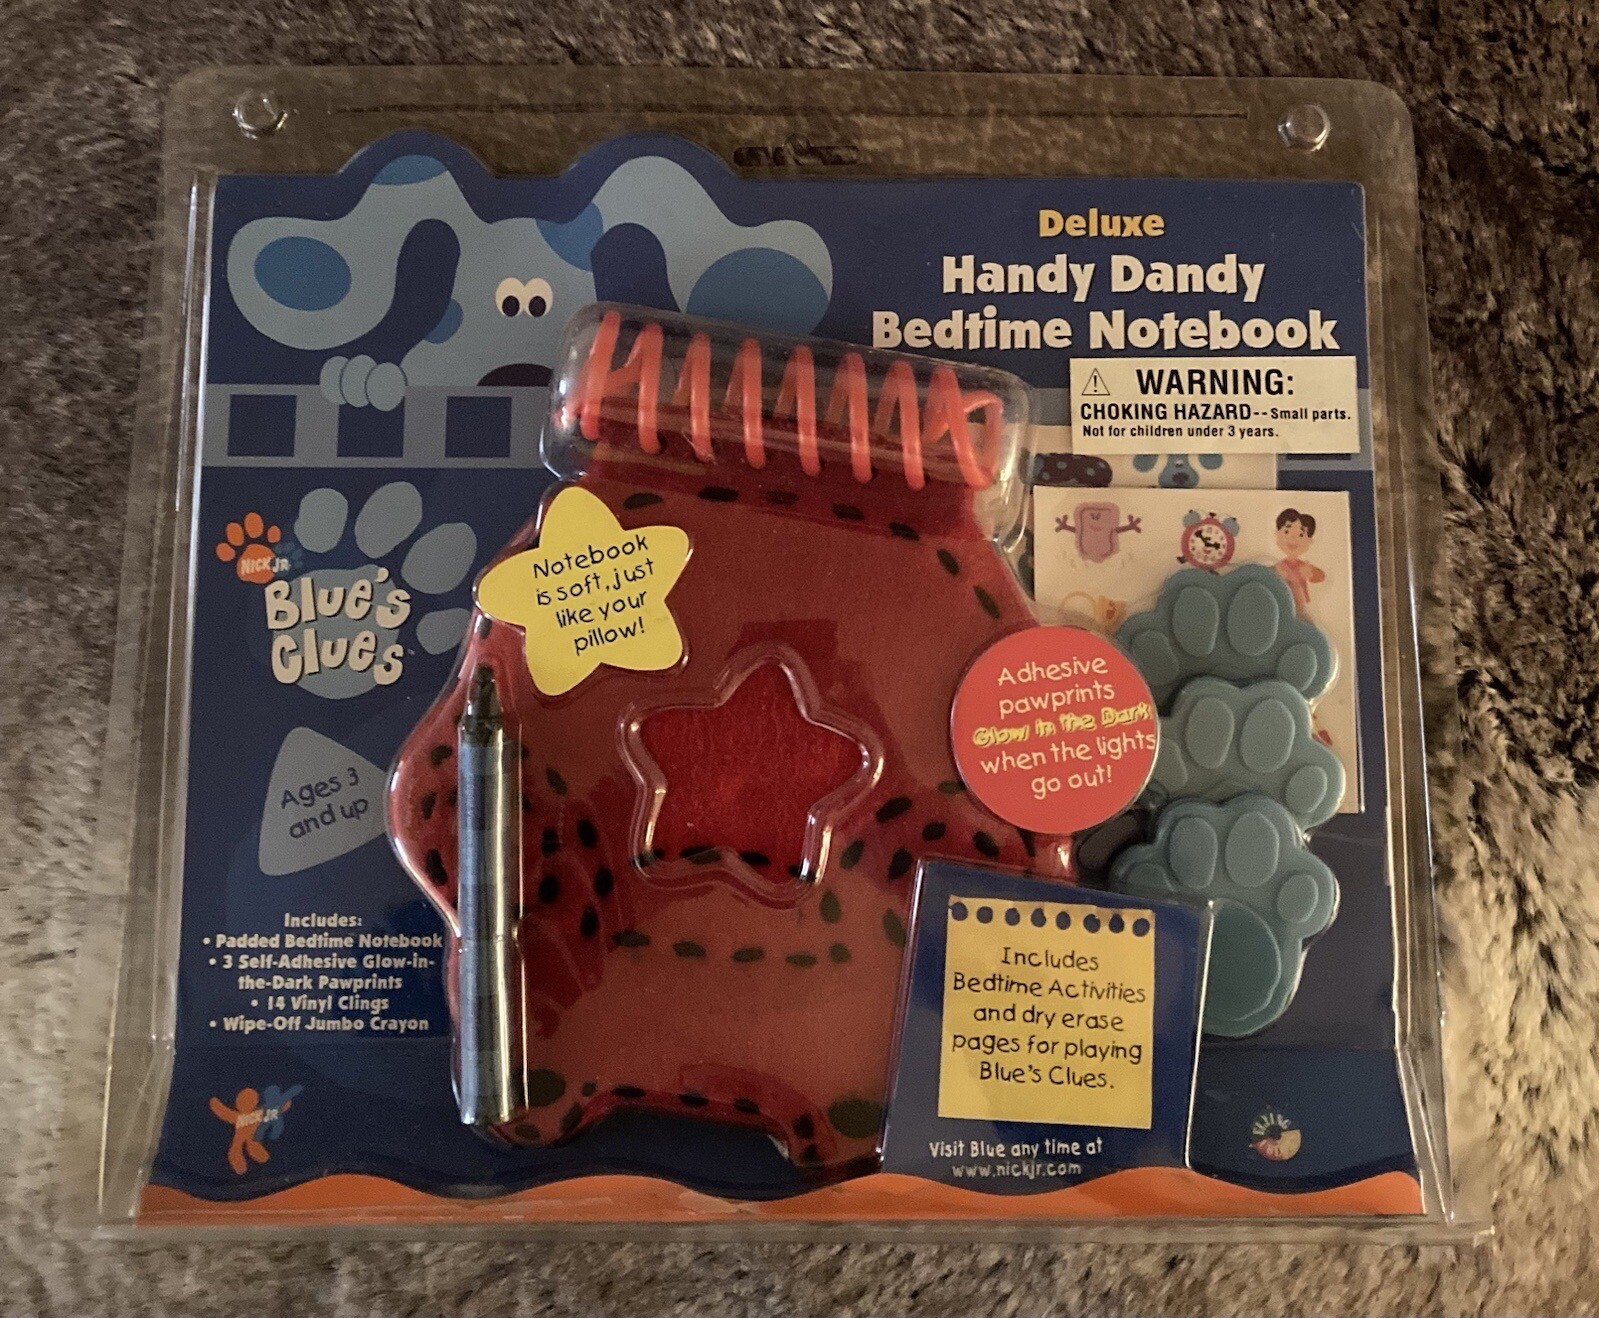 Deluxe
Handy Dandy
Bedtime Notebook
WARNING:
CHOKING HAZARD--Small parts.
Not for children under 3 years.
NICK JR.
Blue's
Clues™
Notebook
is soft, just
like your
pillow!
Adhesive
pawprints
Glow in the Dark
when the lights
go out!
Ages 3
and up
Includes:
• Padded Bedtime Notebook
• 3 Self-Adhesive Glow-in-
the-Dark Pawprints
• 14 Vinyl Clings
• Wipe-Off Jumbo Crayon
Includes
Bedtime Activities
and dry erase
pages for playing
Blue's Clues.
NICK JR
Visit Blue any time at
www.nickjr.com